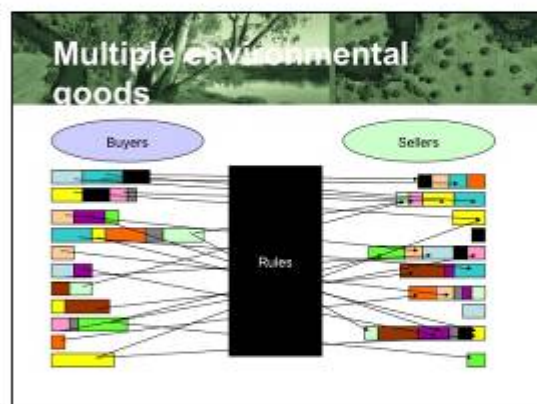 Multiple environmental
goods
Buyers
Sellers
Rules